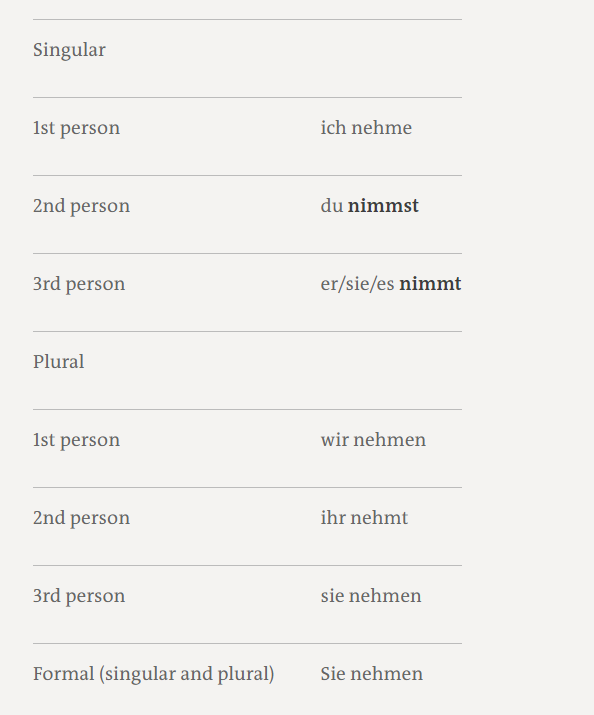 Singular
1st person ich nehme
2nd person du nimmst
3rd person er/sie/es nimmt
Plural
1st person wir nehmen
2nd person ihr nehmt
3rd person sie nehmen
Formal (singular and plural) Sie nehmen